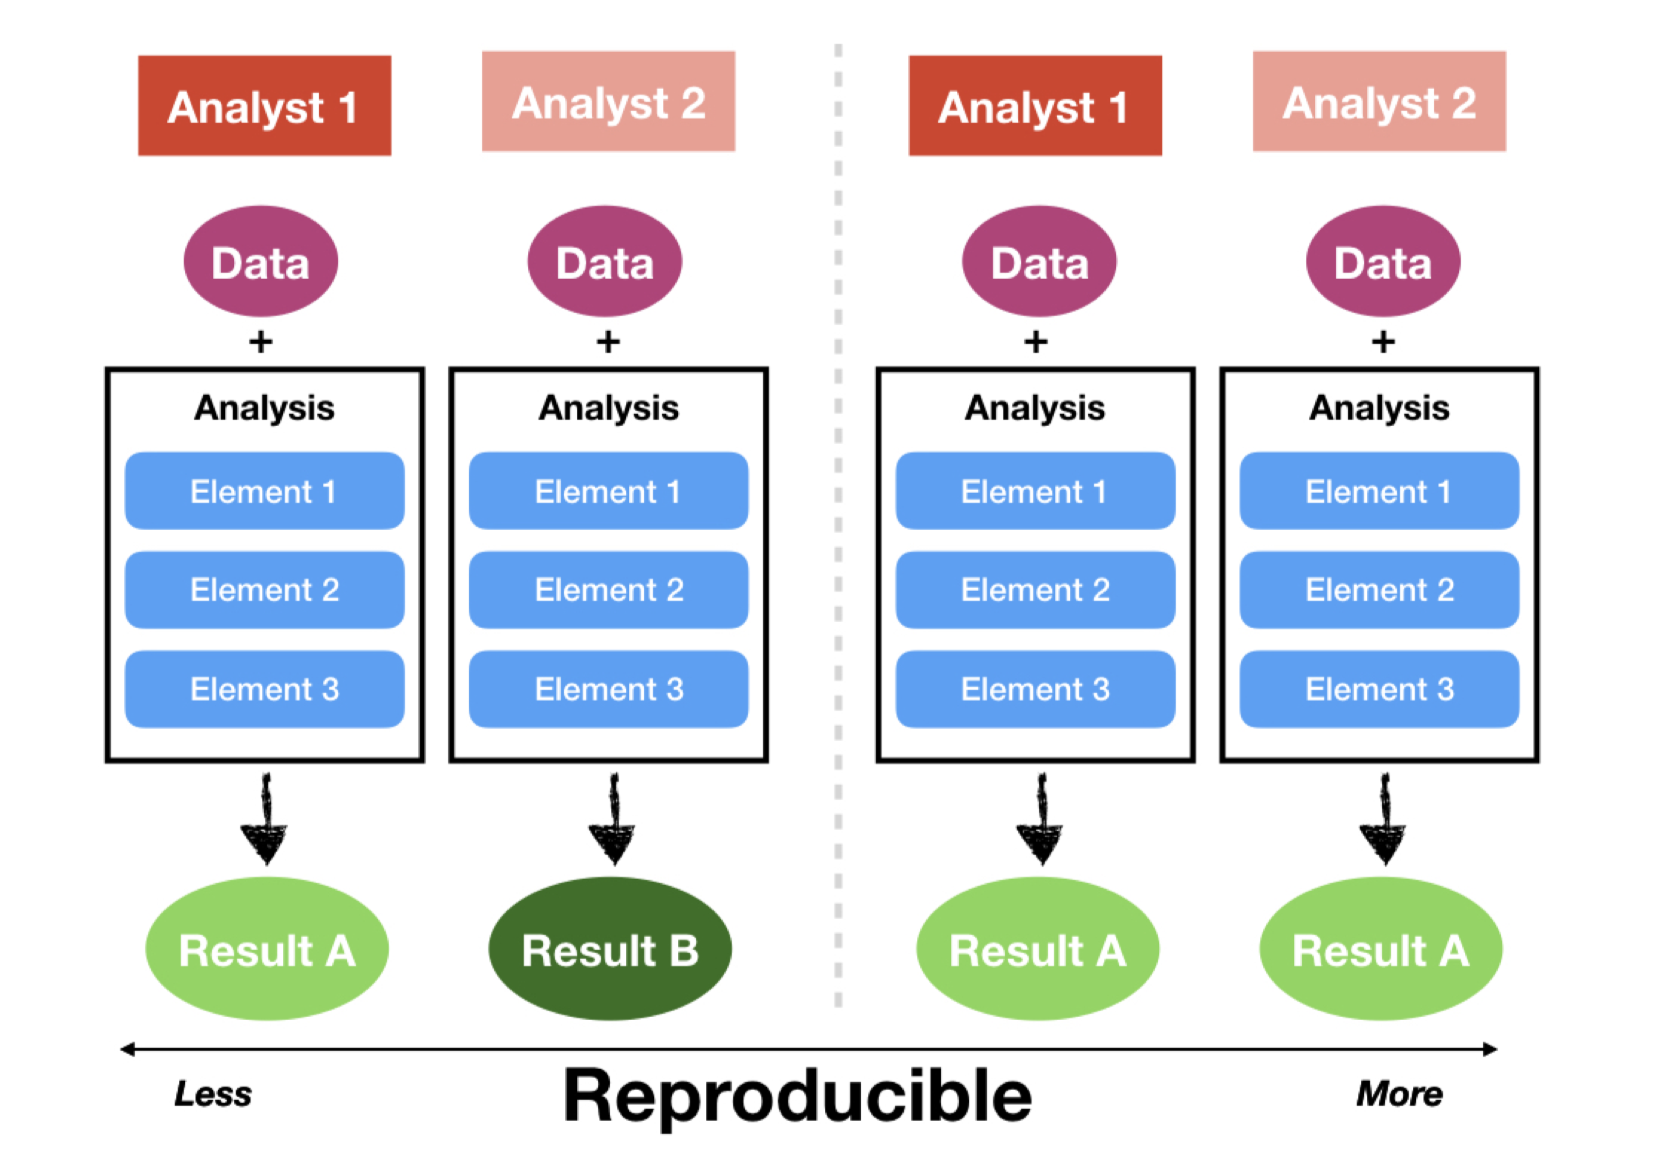 Analyst 1
Analyst 2
Analyst 1
Analyst 2
Data
Data
Data
Data
+
+
+
+
Analysis
Analysis
Analysis
Analysis
Element 1
Element 1
Element 1
Element 1
Element 2
Element 2
Element 2
Element 2
Element 3
Element 3
Element 3
Element 3
Result A
Result B
Result A
Result A
Less
Reproducible
More